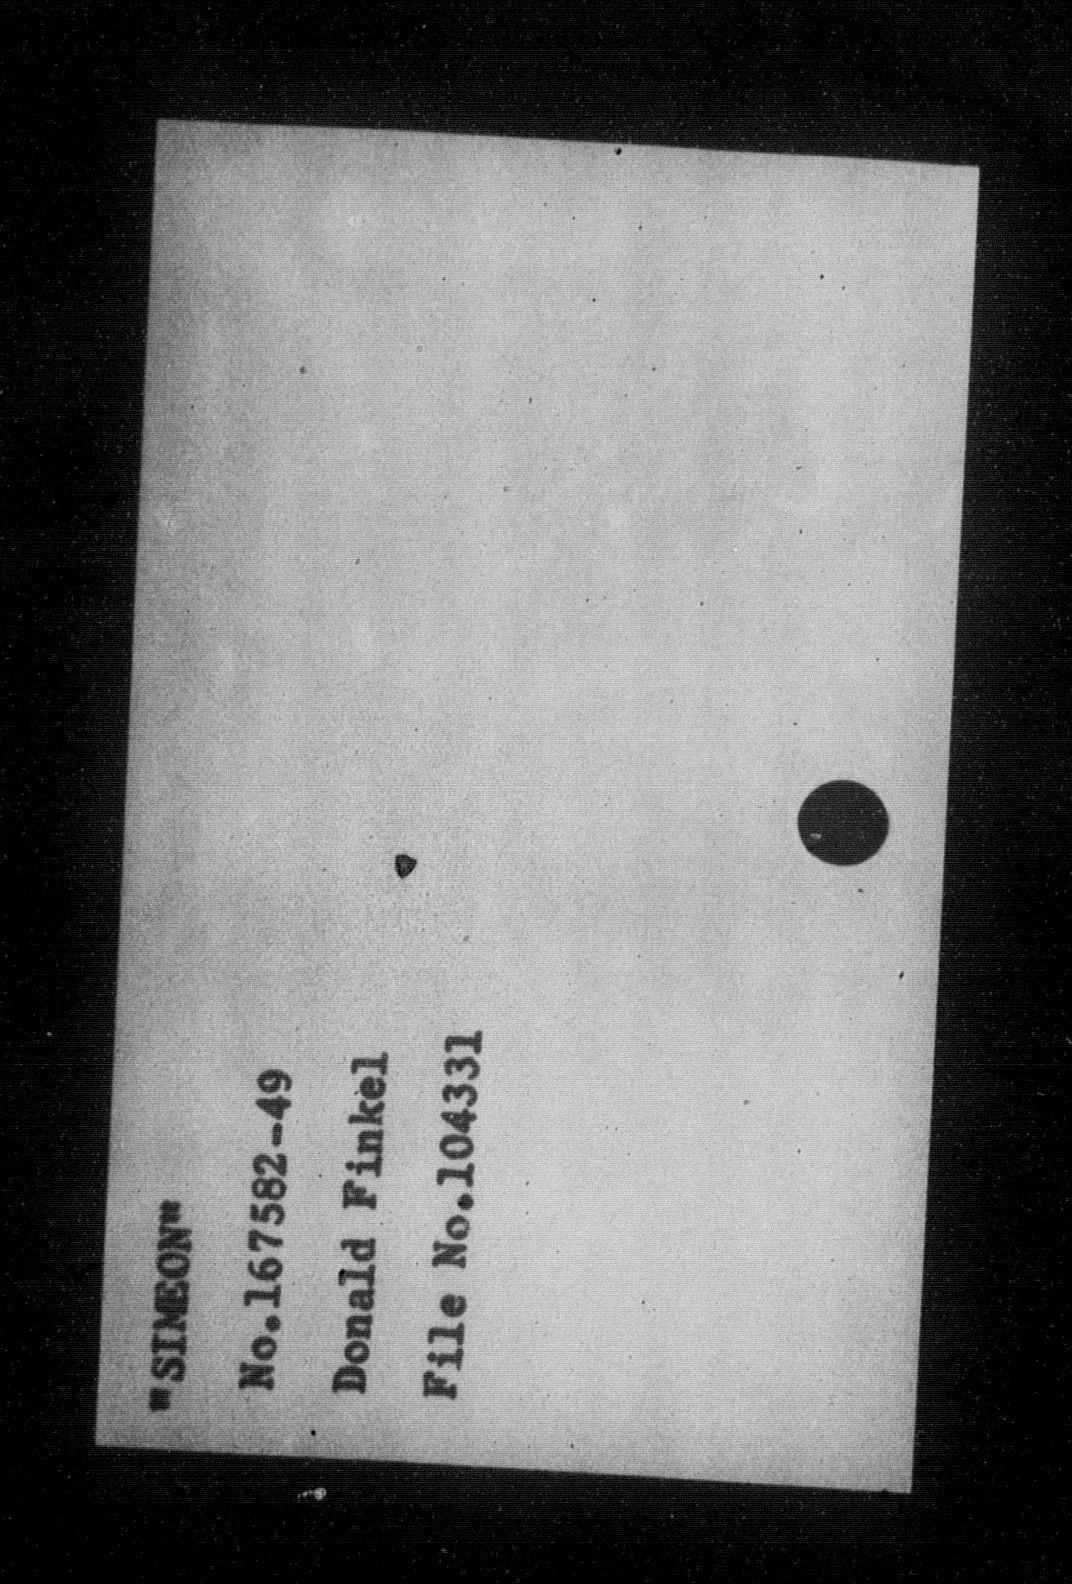 "SIMEON"
No.167582-49
Donald Finkel
File No.104331